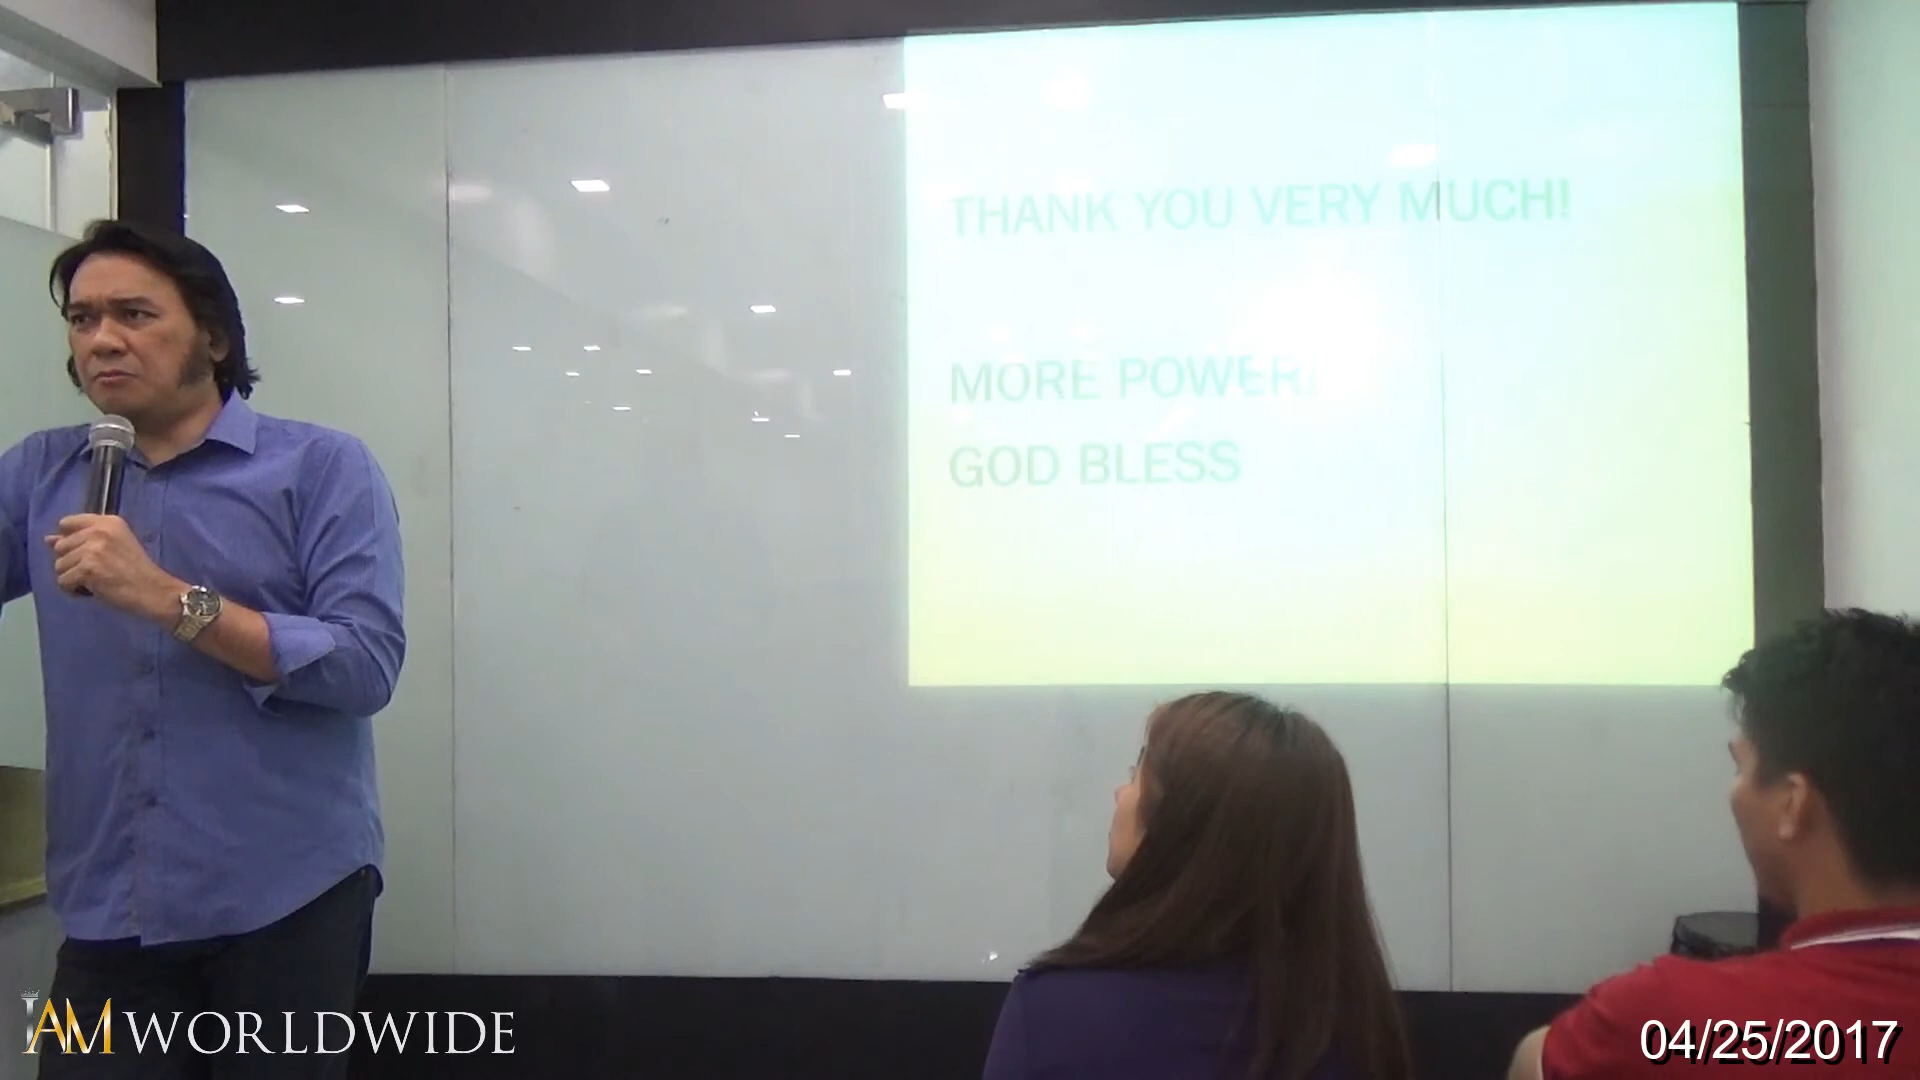 THANK YOU VERY MUCH!
MORE POWER!
GOD BLESS
IAM WORLDWIDE
04/25/2017